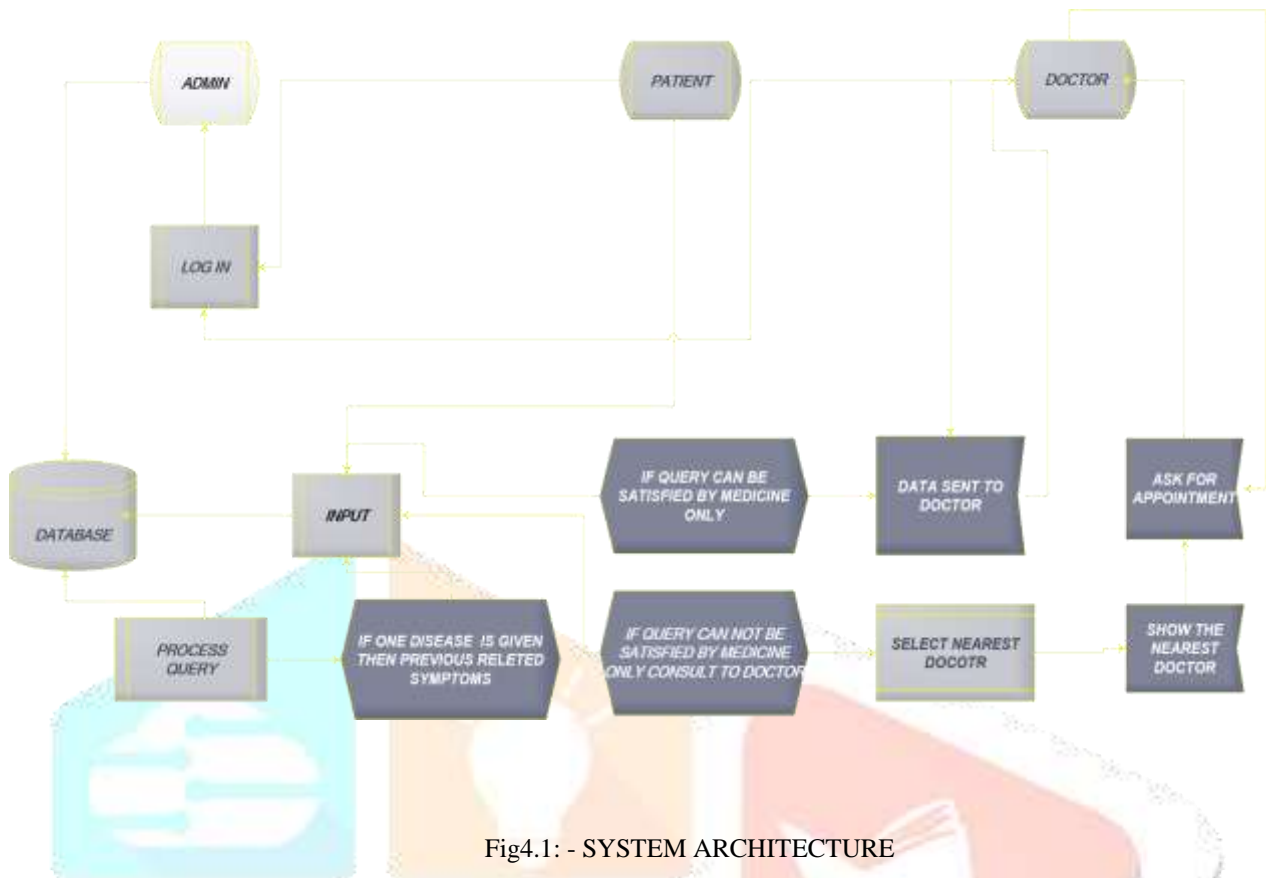 ADMIN
PATIENT
DOCTOR
LOG IN
DATABASE
INPUT
IF QUERY CAN BE
SATISFIED BY MEDICINE
ONLY
DATA SENT TO
DOCTOR
ASK FOR
APPOINTMENT
PROCESS
QUERY
IF ONE DISEASE IS GIVEN
THEN PREVIOUS RELETED
SYMPTOMS
IF QUERY CAN NOT BE
SATISFIED BY MEDICINE
ONLY CONSULT TO DOCTOR
SELECT NEAREST
DOCOTR
SHOW THE
NEAREST
DOCTOR
Fig4.1: - SYSTEM ARCHITECTURE